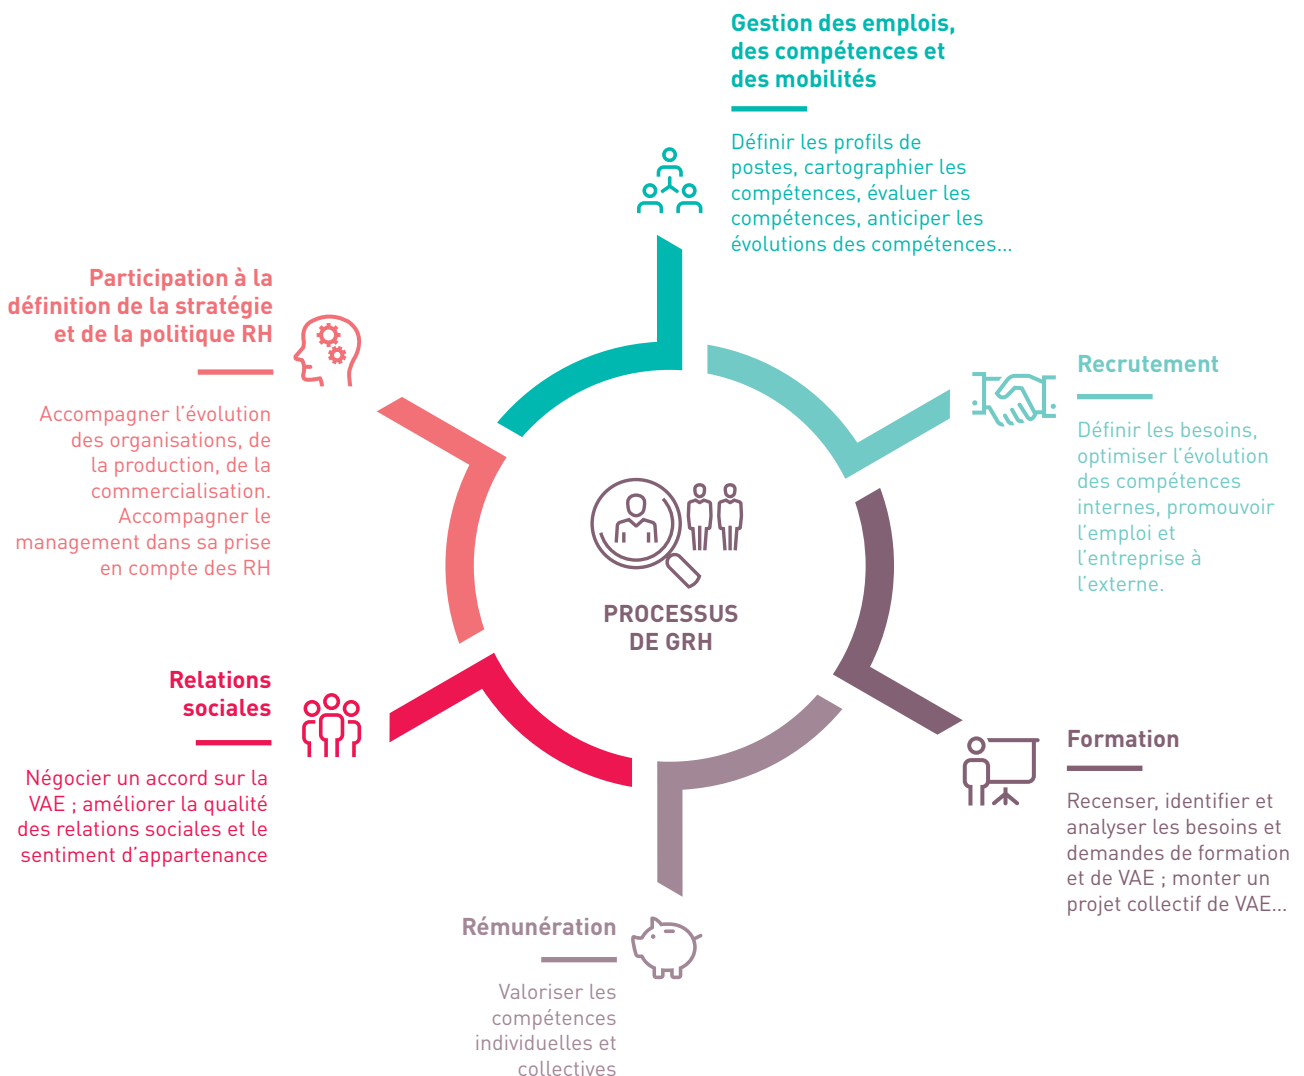 Gestion des emplois,
des compétences et
des mobilités
Définir les profils de
postes, cartographier les
compétences, évaluer les
compétences, anticiper les
évolutions des compétences...
Participation à la
définition de la stratégie
et de la politique RH
Accompagner l’évolution
des organisations, de
la production, de la
commercialisation.
Accompagner le
management dans sa prise
en compte des RH
Recrutement
Définir les besoins,
optimiser l’évolution
des compétences
internes, promouvoir
l’emploi et
l’entreprise à
l’externe.
PROCESSUS
DE GRH
Relations
sociales
Négocier un accord sur la
VAE ; améliorer la qualité
des relations sociales et le
sentiment d’appartenance
Formation
Recenser, identifier et
analyser les besoins et
demandes de formation
et de VAE ; monter un
projet collectif de VAE...
Rémunération
Valoriser les
compétences
individuelles et
collectives